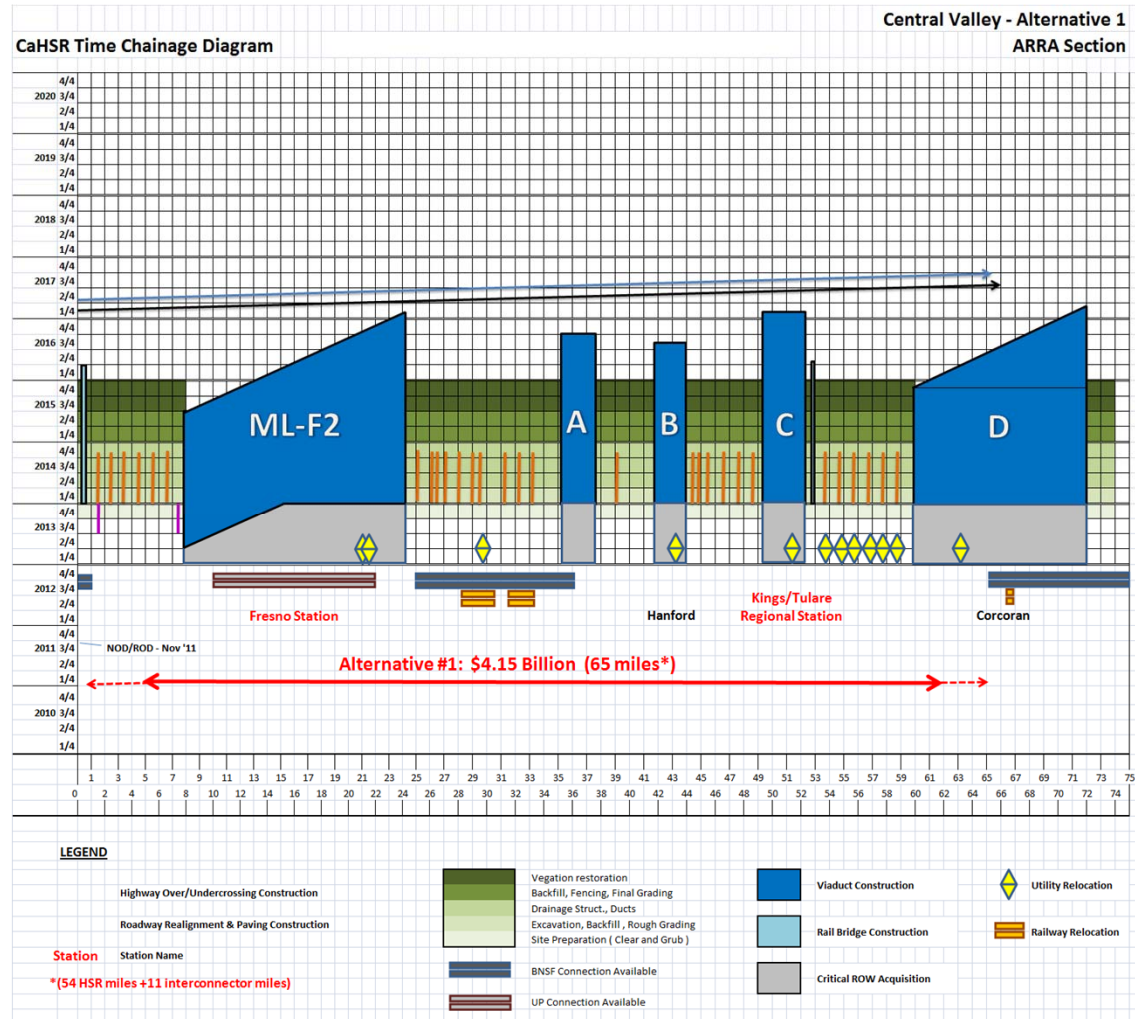 Central Valley - Alternative 1
CaHSR Time Chainage Diagram
ARRA Section
4/4
2020 3/4
2/4
1/4
4/4
2019 3/4
2/4
1/4
4/4
2018 3/4
2/4
1/4
4/4
2017 3/4
2/4
1/4
4/4
2016 3/4
2/4
1/4
4/4
2015 3/4
2/4
1/4
4/4
2014 3/4
2/4
1/4
4/4
2013 3/4
2/4
1/4
4/4
2012 3/4
2/4
1/4
4/4
2011 3/4
2/4
1/4
4/4
2010 3/4
2/4
1/4
ML-F2
A
B
C
D
Fresno Station
Hanford
Kings/Tulare
Regional Station
Corcoran
NOD/ROD - Nov '11
Alternative #1: $4.15 Billion (65 miles*)
1 3 5 7 9 11 13 15 17 19 21 23 25 27 29 31 33 35 37 39 41 43 45 47 49 51 53 55 57 59 61 63 65 67 69 71 73 75
0 2 4 6 8 10 12 14 16 18 20 22 24 26 28 30 32 34 36 38 40 42 44 46 48 50 52 54 56 58 60 62 64 66 68 70 72 74
LEGEND
Highway Over/Undercrossing Construction
Roadway Realignment & Paving Construction
Station Station Name
*(54 HSR miles +11 interconnector miles)
Vegation restoration
Backfill, Fencing, Final Grading
Drainage Struct., Ducts
Excavation, Backfill , Rough Grading
Site Preparation ( Clear and Grub )
BNSF Connection Available
UP Connection Available
Viaduct Construction
Rail Bridge Construction
Critical ROW Acquisition
Utility Relocation
Railway Relocation